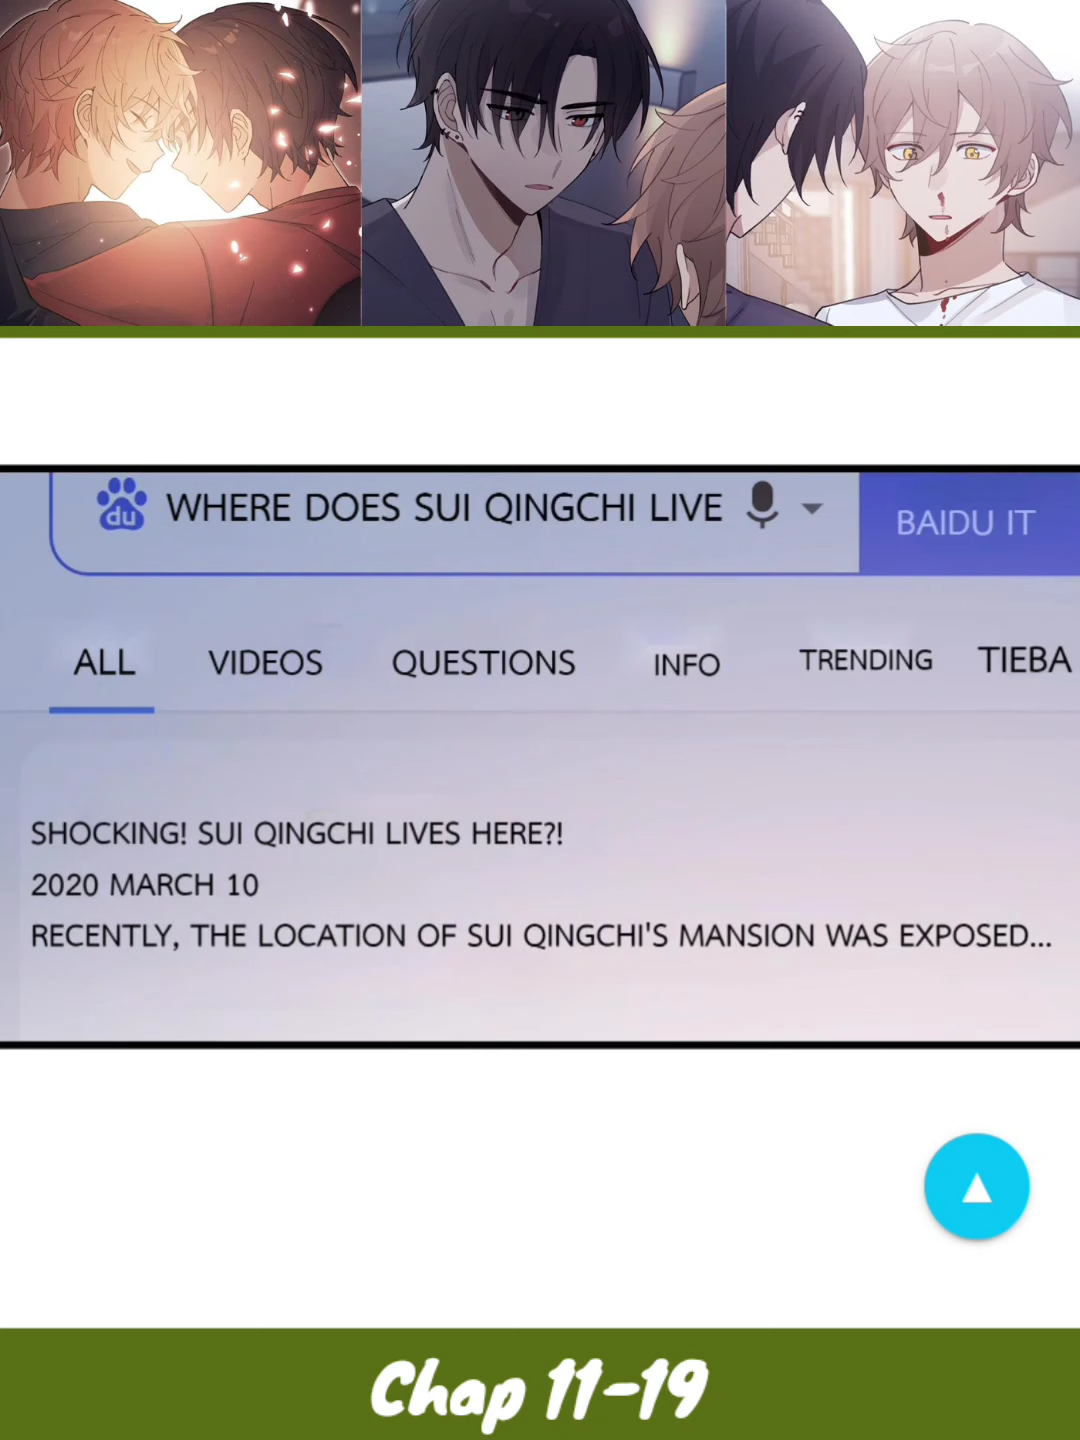 du WHERE DOES SUI QINGCHI LIVE
BAIDU IT
ALL VIDEOS QUESTIONS INFO TRENDING TIEBA
SHOCKING! SUI QINGCHI LIVES HERE?!
2020 MARCH 10
RECENTLY, THE LOCATION OF SUI QINGCHI'S MANSION WAS EXPOSED...
Chap 11-19